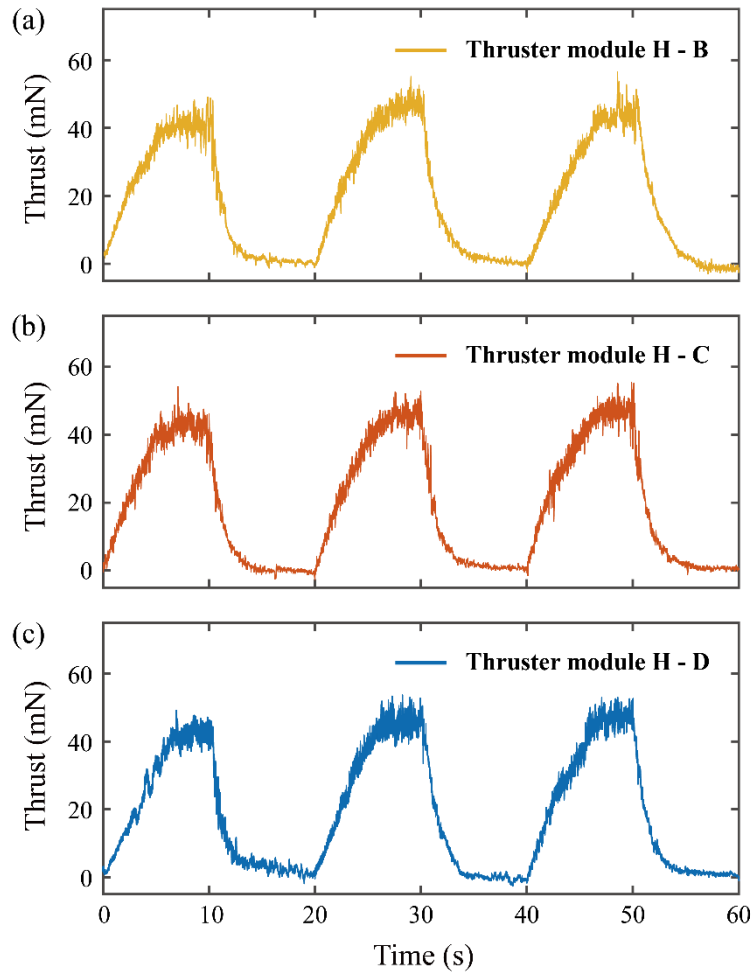 (a)
Thruster module H - B
Thrust (mN)
60
40
20
0
(b)
Thruster module H - C
Thrust (mN)
60
40
20
0
(c)
Thruster module H - D
Thrust (mN)
60
40
20
0
0 10 20 30 40 50 60
Time (s)